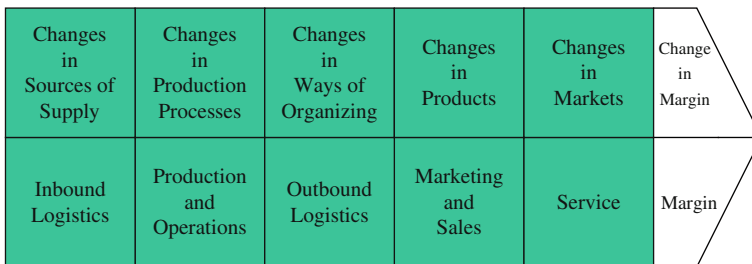 Changes
in
Sources of
Supply
Changes
in
Production
Processes
Changes
in
Ways of
Organizing
Changes
in
Products
Changes
in
Markets
Change
in
Margin
Inbound
Logistics
Production
and
Operations
Outbound
Logistics
Marketing
and
Sales
Service
Margin